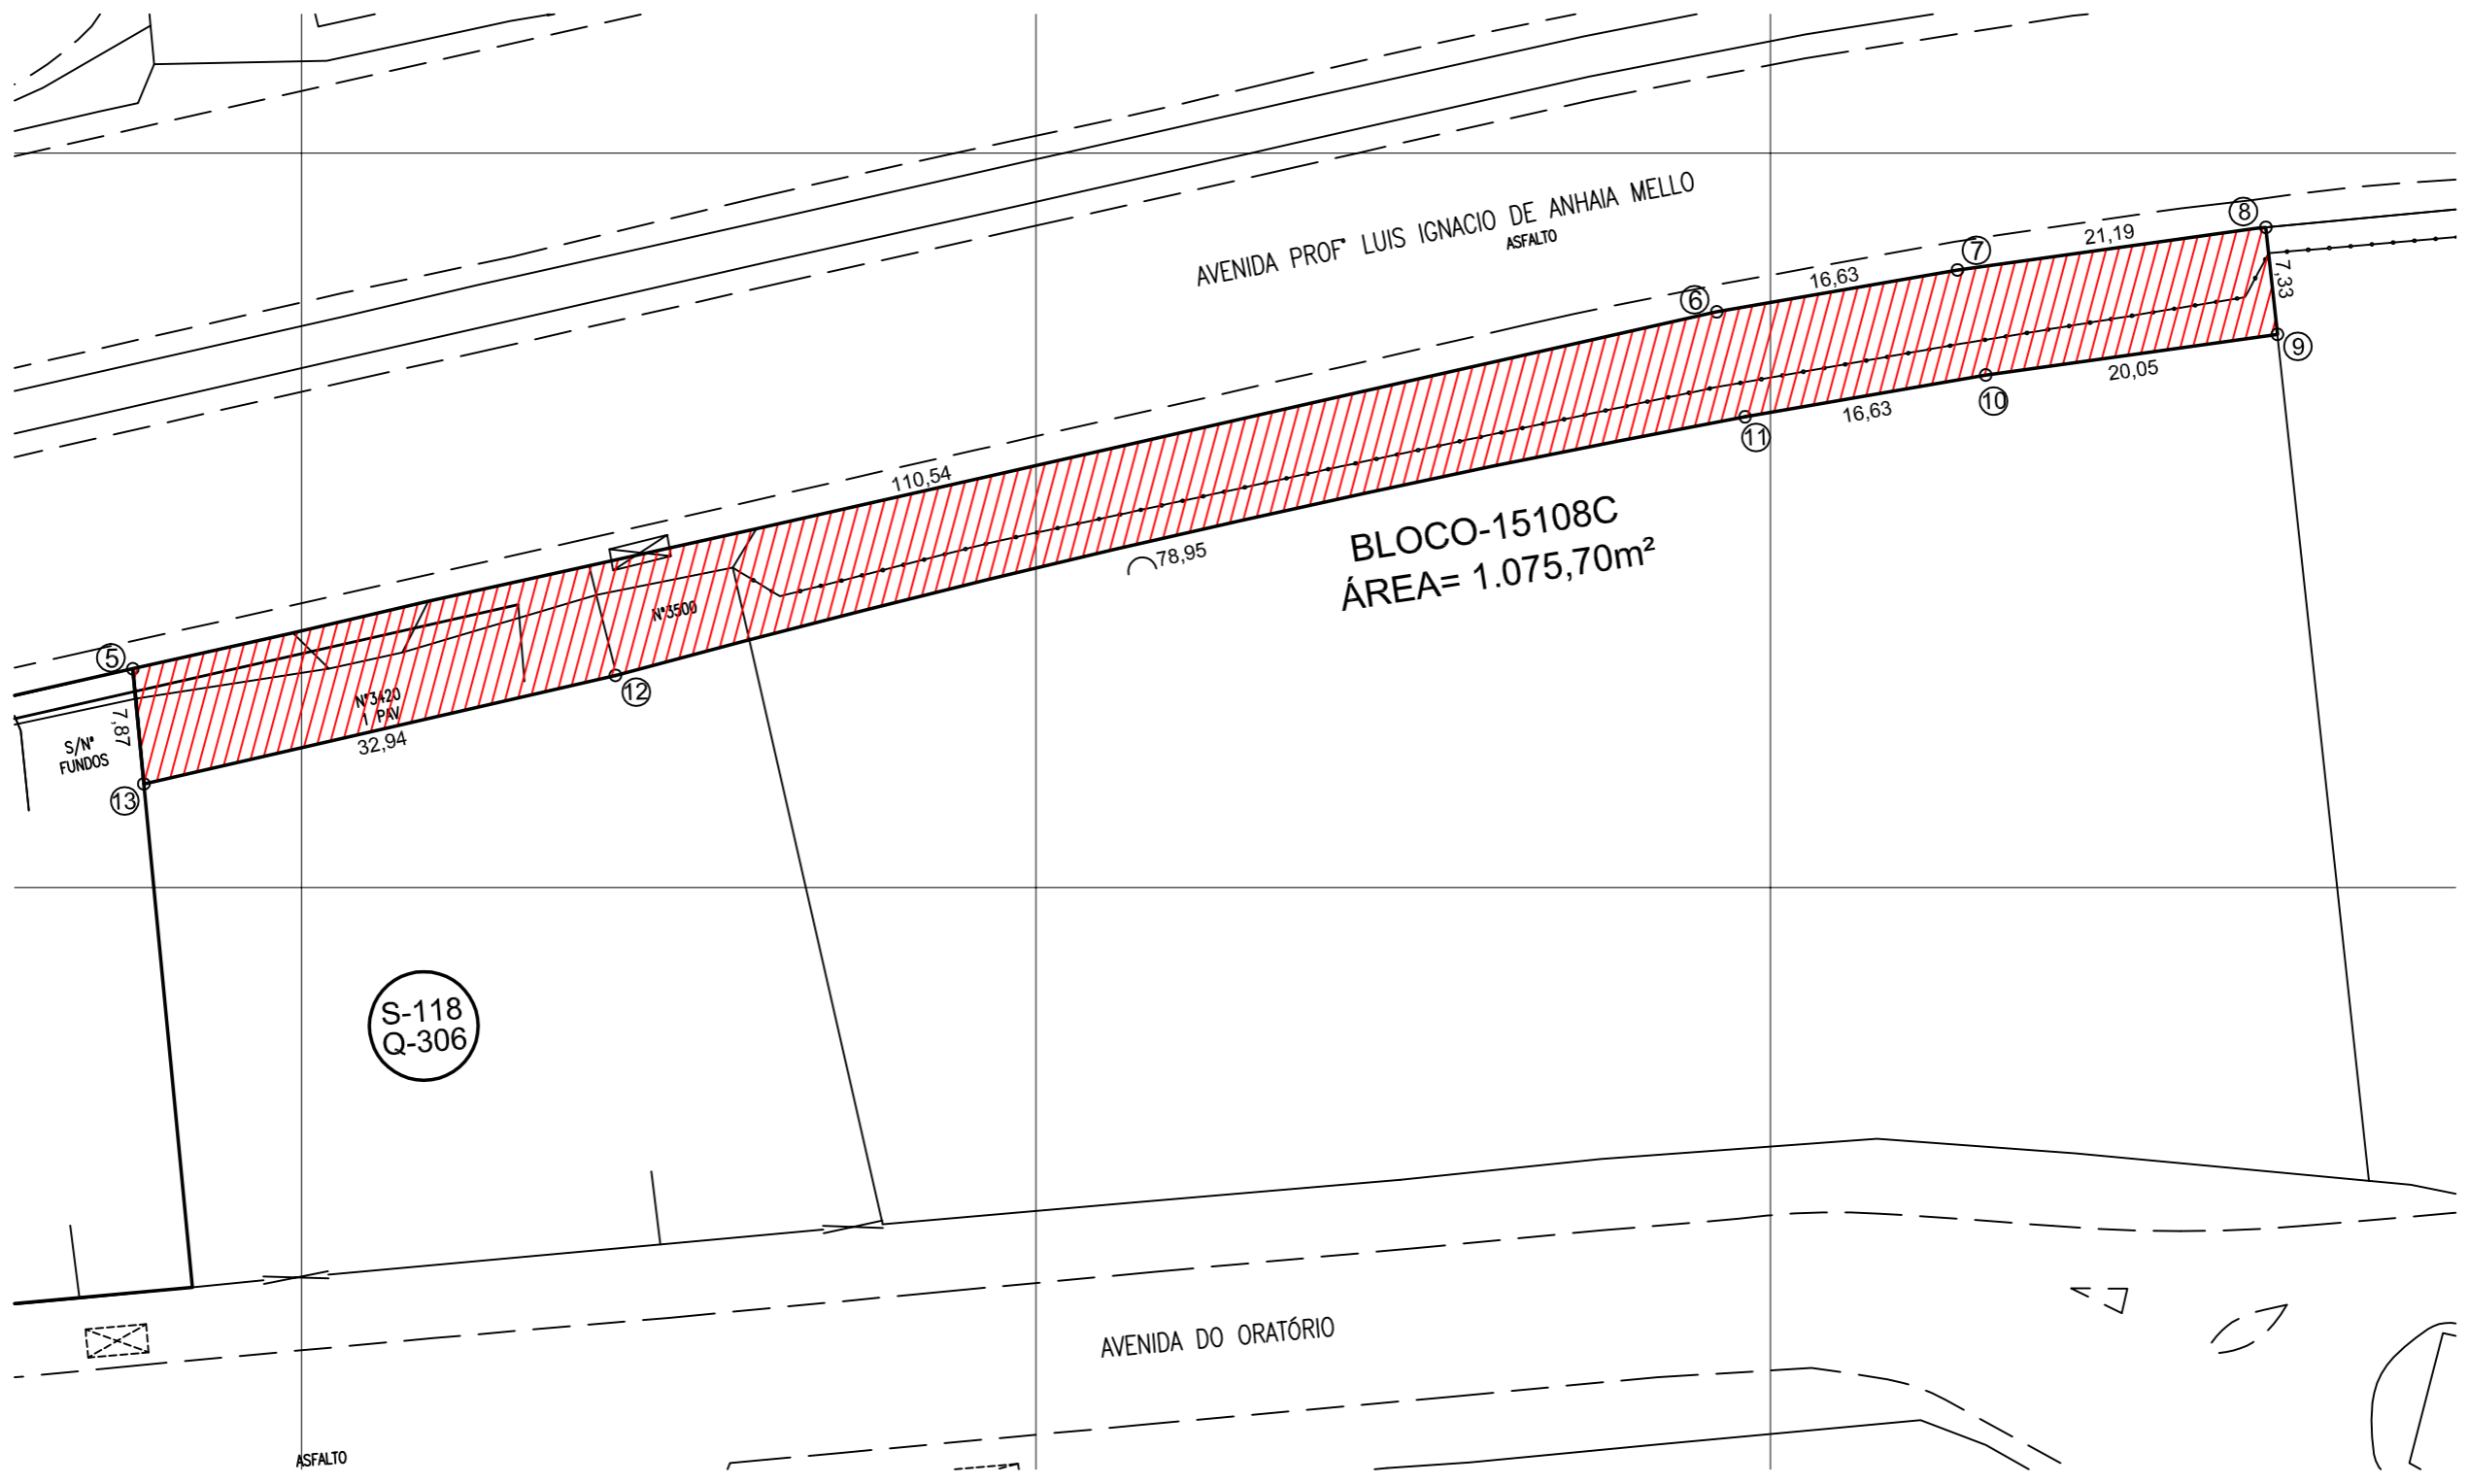 AVENIDA PROFº LUIS IGNACIO DE ANHAIA MELLO
ASFALTO
8
7
21,19
16,63
7,33
6
9
20,05
10
16,63
11
110,54
BLOCO-15108C
ÁREA= 1.075,70m²
78,95
Nº3500
5
12
Nº3420
1 PAV
7,87
32,94
S/Nº
FUNDOS
13
S-118
Q-306
AVENIDA DO ORATÓRIO
ASFALTO